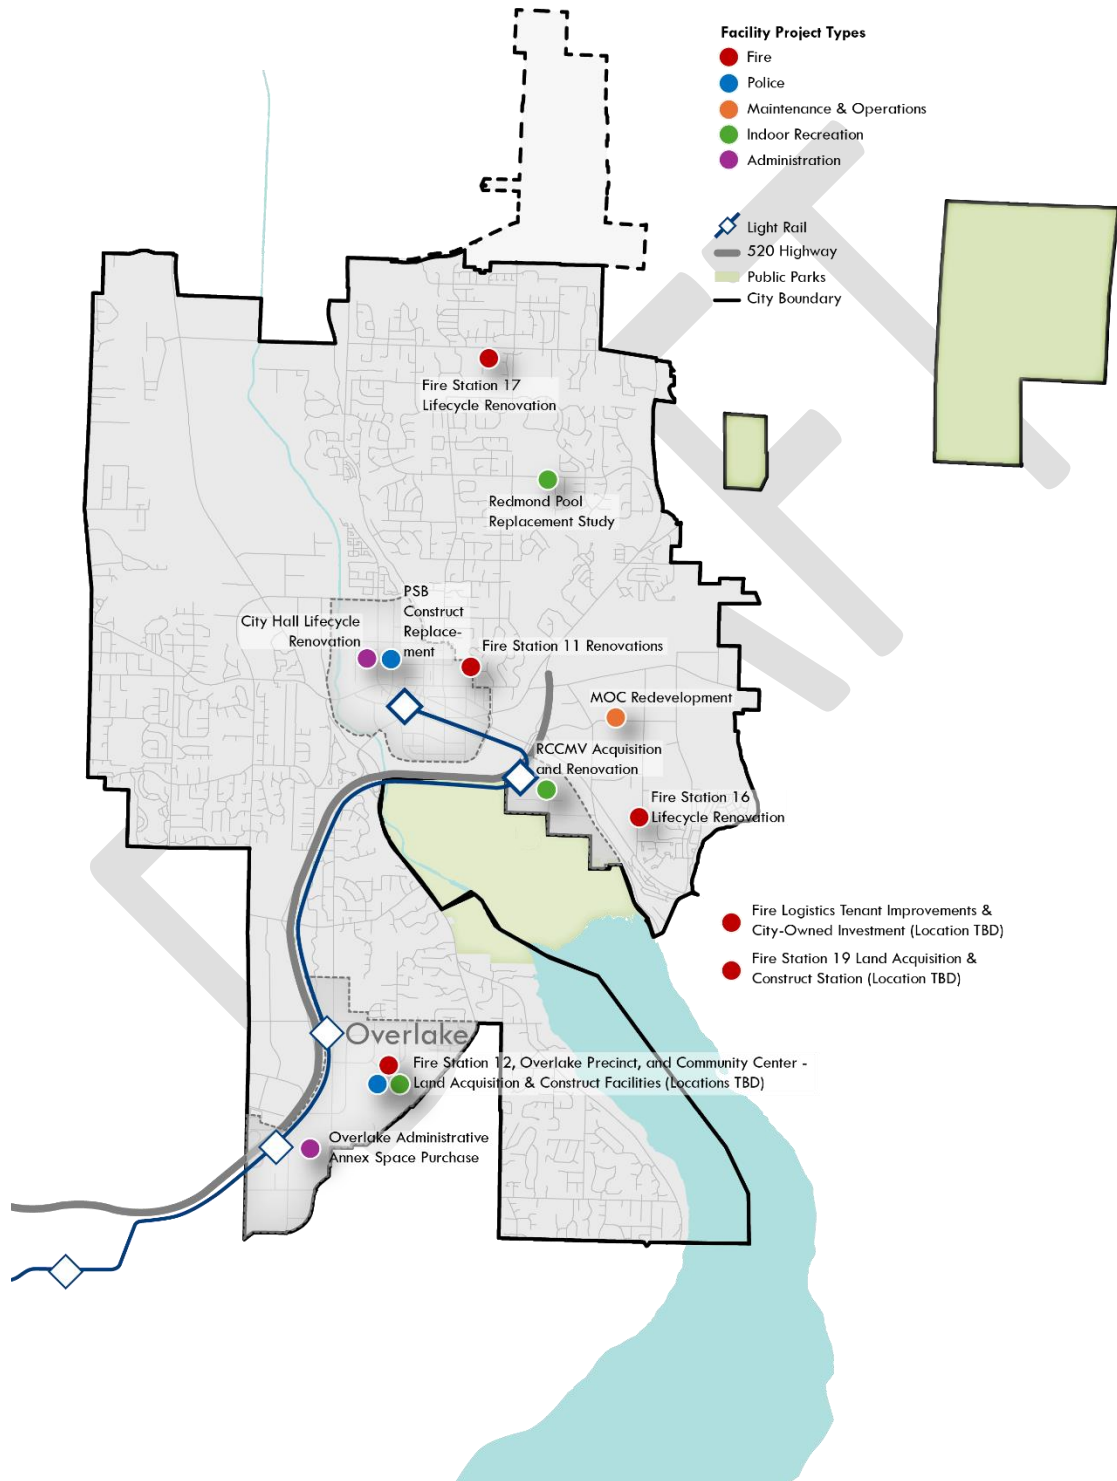 Facility Project Types
Fire
Police
Maintenance & Operations
Indoor Recreation
Administration
Light Rail
520 Highway
Public Parks
City Boundary
Fire Station 17
Lifecycle Renovation
Redmond Pool
Replacement Study
PSB
Construct
Replace-
ment
City Hall Lifecycle
Renovation
Fire Station 11 Renovations
MOC Redevelopment
RCCMV Acquisition
and Renovation
Fire Station 16
Lifecycle Renovation
Fire Logistics Tenant Improvements &
City-Owned Investment (Location TBD)
Fire Station 19 Land Acquisition &
Construct Station (Location TBD)
Overlake
Fire Station 12, Overlake Precinct, and Community Center -
Land Acquisition & Construct Facilities (Locations TBD)
Overlake Administrative
Annex Space Purchase
DRAFT